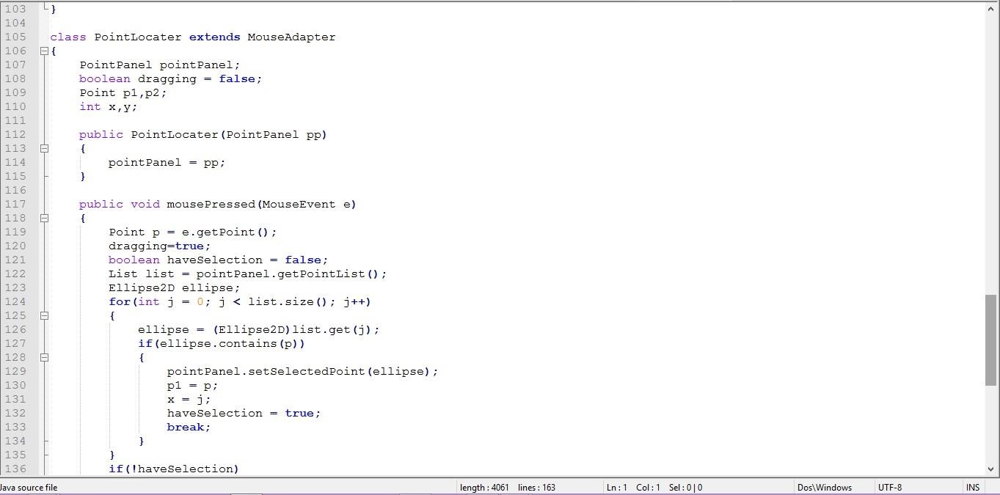 103 }
104
105 class PointLocater extends MouseAdapter
106 {
107     PointPanel pointPanel;
108     boolean dragging = false;
109     Point p1,p2;
110     int x,y;
111
112     public PointLocater(PointPanel pp)
113     {
114         pointPanel = pp;
115     }
116
117     public void mousePressed(MouseEvent e)
118     {
119         Point p = e.getPoint();
120         dragging=true;
121         boolean haveSelection = false;
122         List list = pointPanel.getPointList();
123         Ellipse2D ellipse;
124         for(int j = 0; j < list.size(); j++)
125         {
126             ellipse = (Ellipse2D)list.get(j);
127             if(ellipse.contains(p))
128             {
129                 pointPanel.setSelectedPoint(ellipse);
130                 p1 = p;
131                 x = j;
132                 haveSelection = true;
133                 break;
134             }
135         }
136         if(!haveSelection)
Java source file length : 4061 lines : 163 Ln : 1 Col : 1 Sel : 0 | 0 Dos\Windows UTF-8 INS